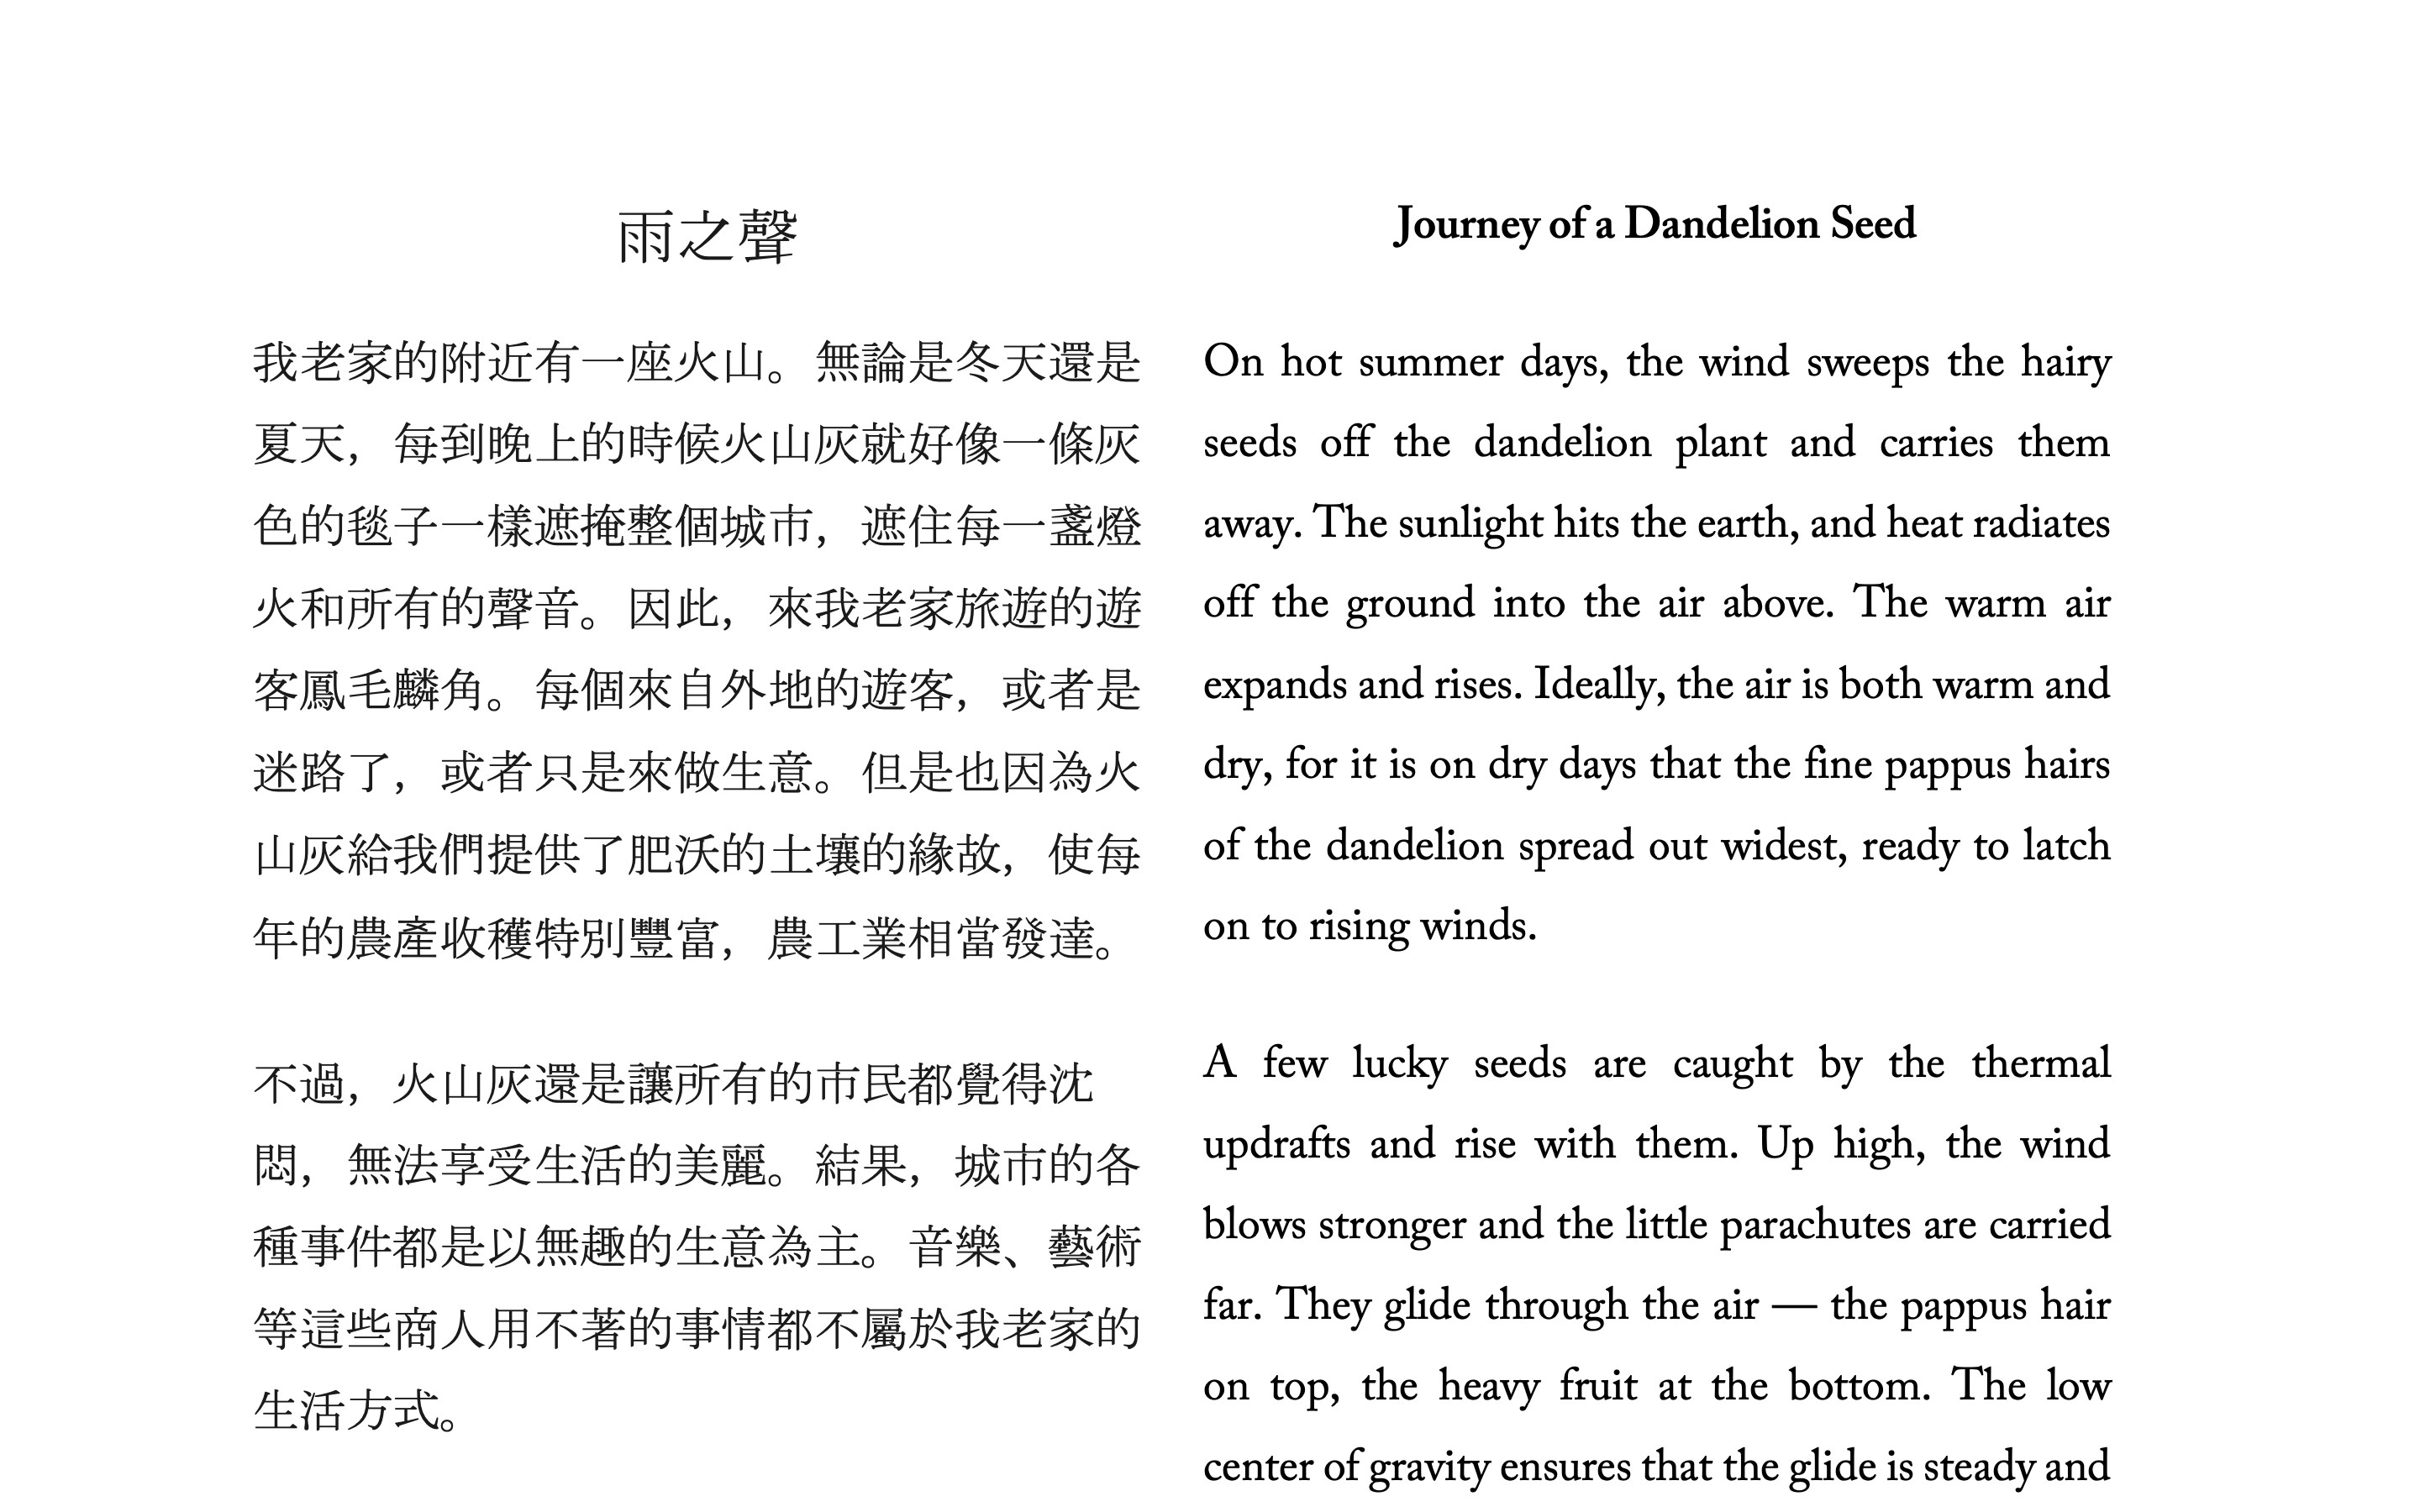 雨之聲
我老家的附近有一座火山。無論是冬天還是
夏天，每到晚上的時候火山灰就好像一條灰
色的毯子一樣遮掩整個城市，遮住每一盞燈
火和所有的聲音。因此，來我老家旅遊的遊
客鳳毛麟角。每個來自外地的遊客，或者是
迷路了，或者只是來做生意。但是也因為火
山灰給我們提供了肥沃的土壤的緣故，使每
年的農產收穫特別豐富，農工業相當發達。
不過，火山灰還是讓所有的市民都覺得沈
悶，無法享受生活的美麗。結果，城市的各
種事件都是以無趣的生意為主。音樂、藝術
等這些商人用不著的事情都不屬於我老家的
生活方式。
Journey of a Dandelion Seed
On hot summer days, the wind sweeps the hairy
seeds off the dandelion plant and carries them
away. The sunlight hits the earth, and heat radiates
off the ground into the air above. The warm air
expands and rises. Ideally, the air is both warm and
dry, for it is on dry days that the fine pappus hairs
of the dandelion spread out widest, ready to latch
on to rising winds.
A few lucky seeds are caught by the thermal
updrafts and rise with them. Up high, the wind
blows stronger and the little parachutes are carried
far. They glide through the air — the pappus hair
on top, the heavy fruit at the bottom. The low
center of gravity ensures that the glide is steady and